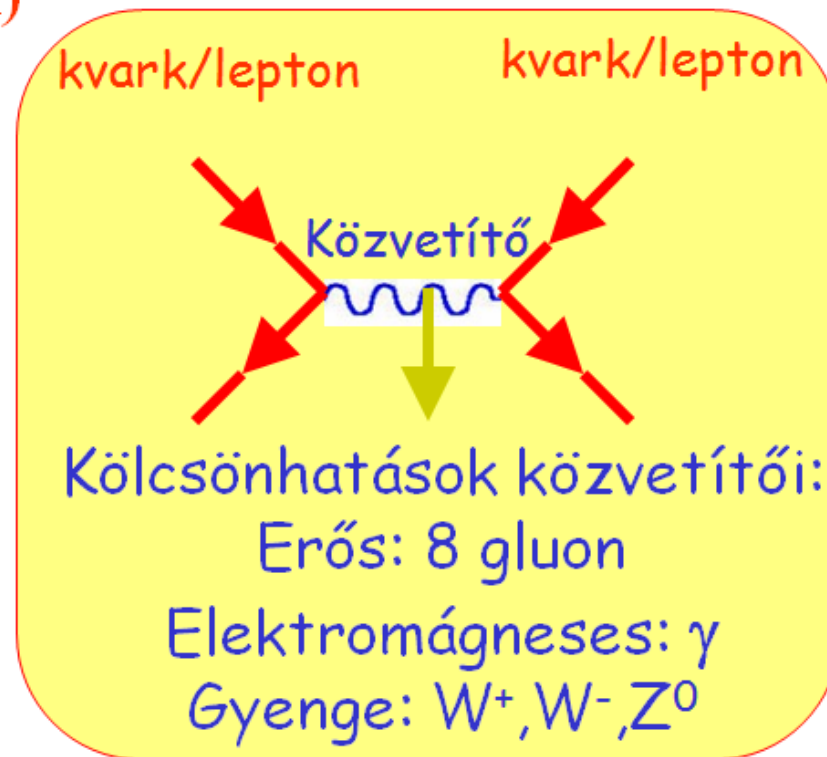 )
kvark/lepton kvark/lepton
Közvetítő
Kölcsönhatások közvetítői:
Erős: 8 gluon
Elektromágneses: γ
Gyenge: W⁺,W⁻,Z⁰